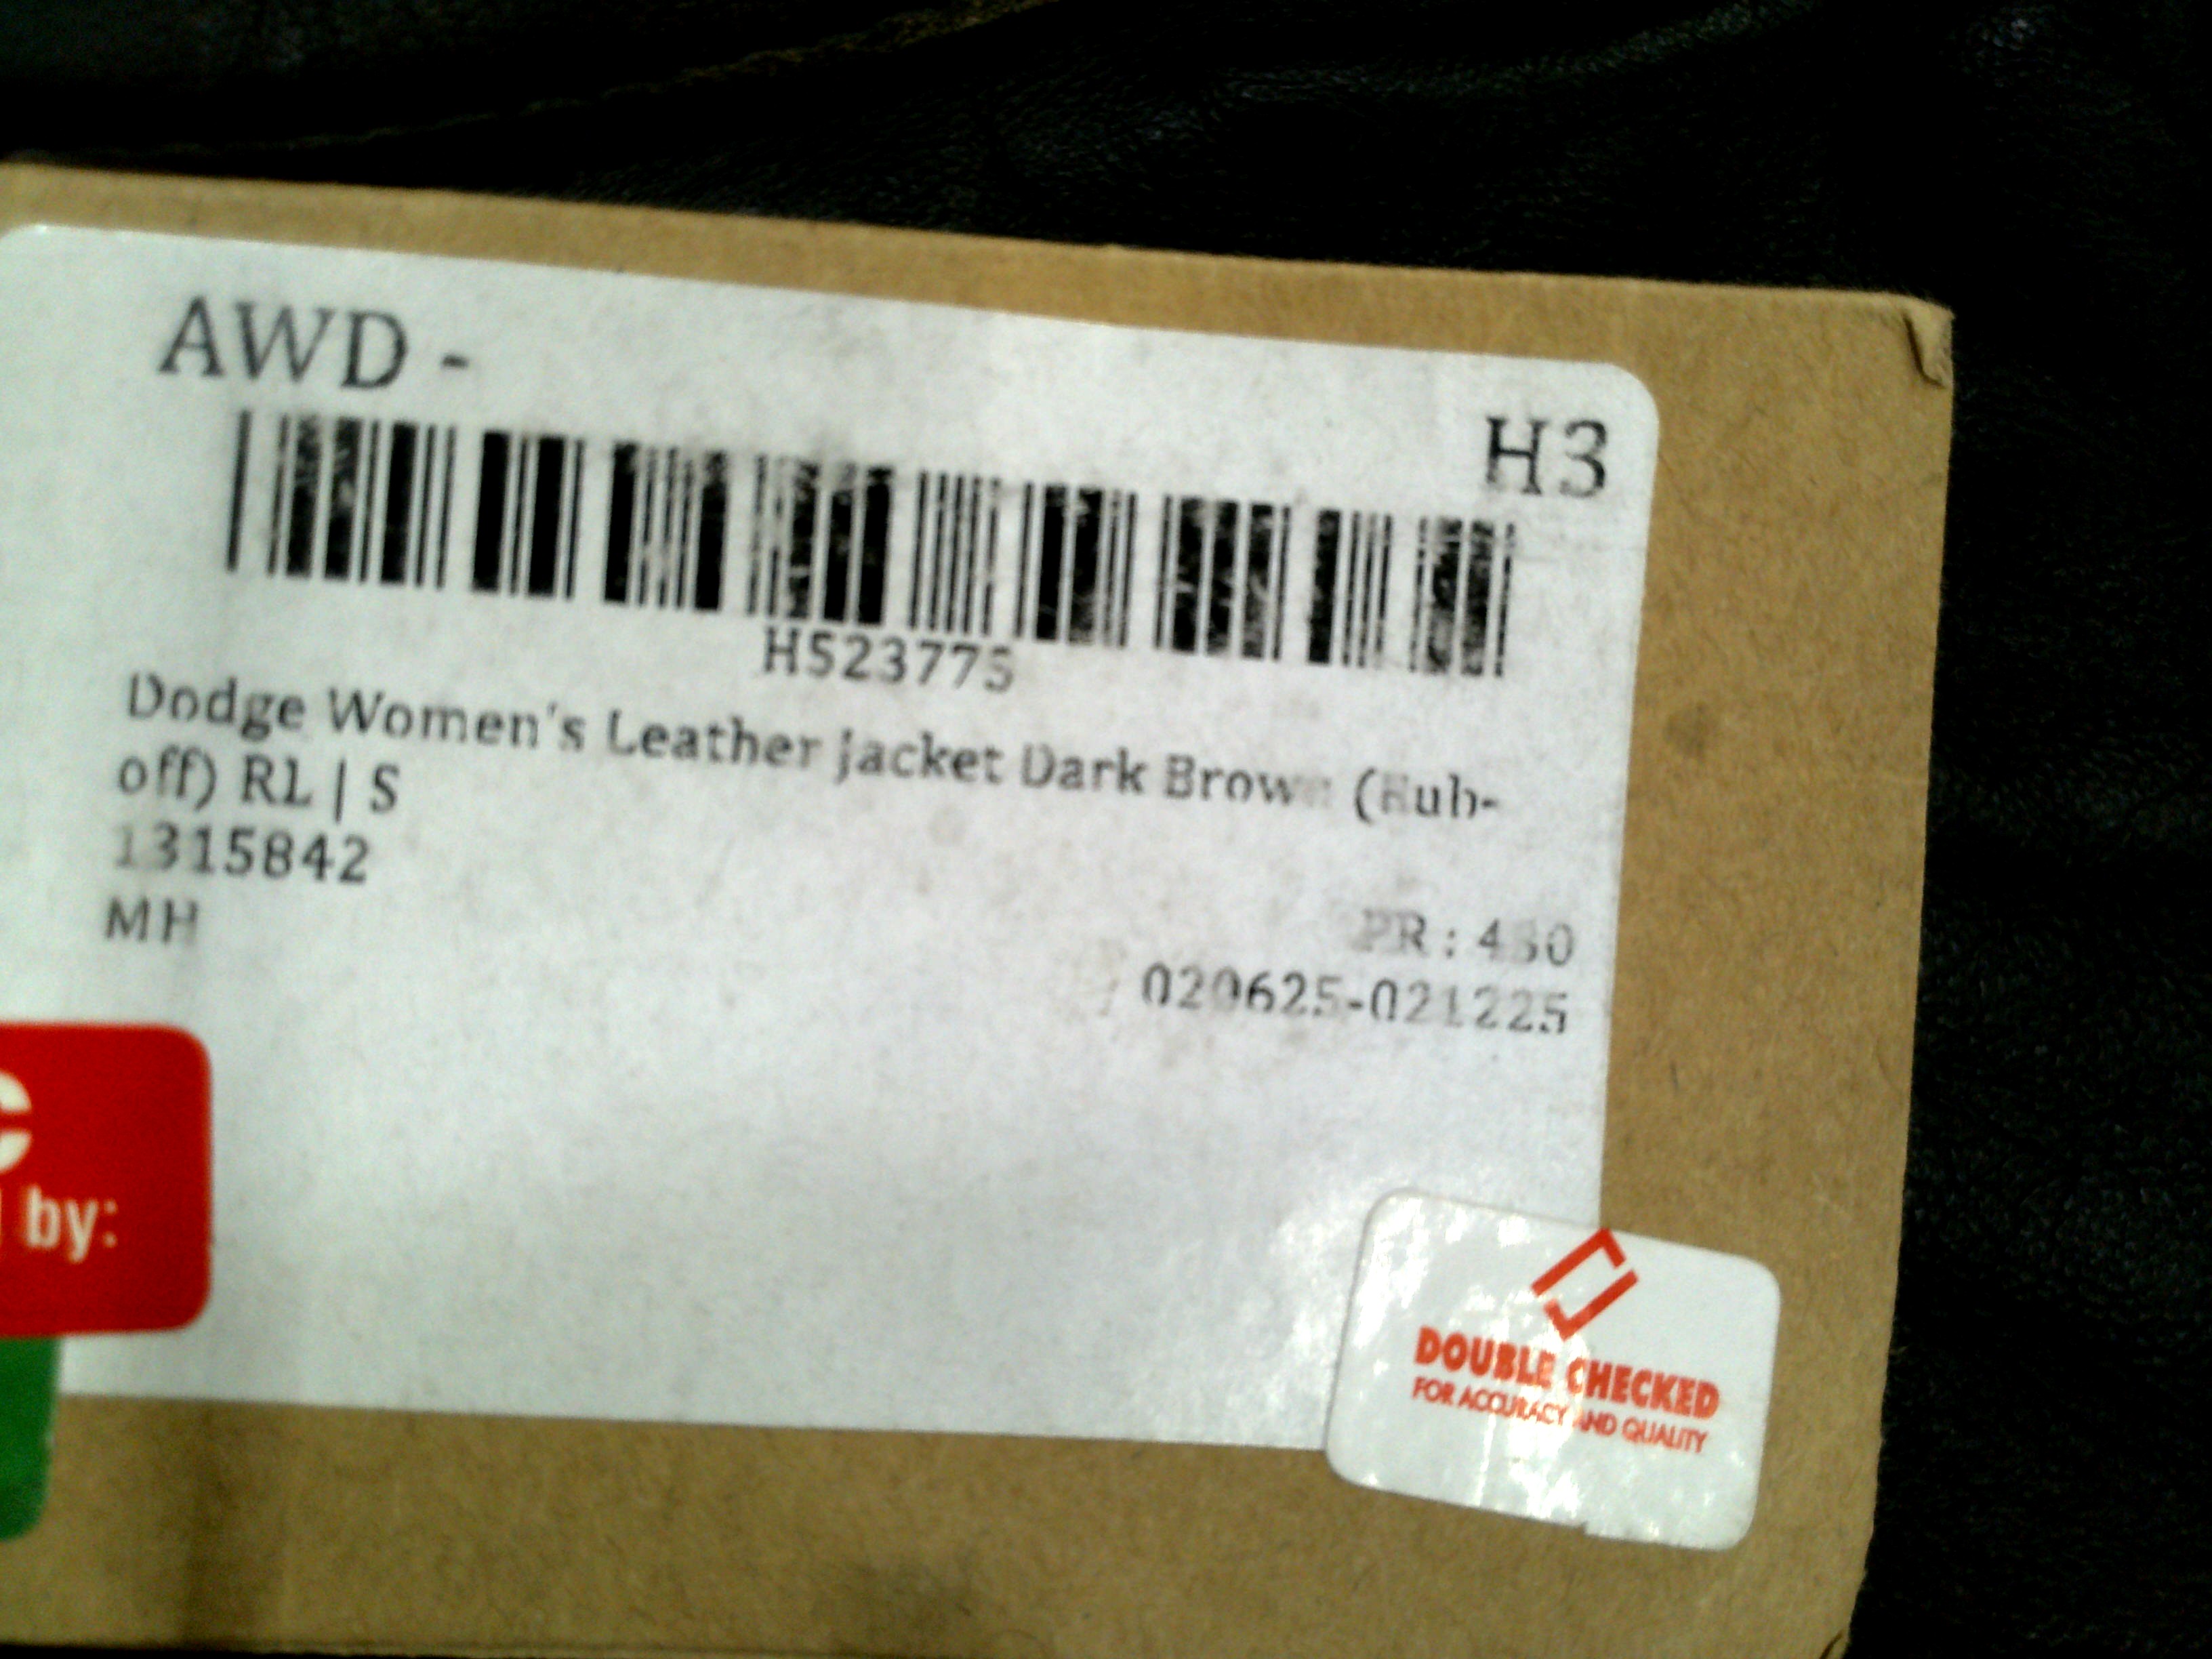 AWD -
H3
H523775
Dodge Women's Leather Jacket Dark Brown (Rub-
off) RL | S
1315842
MH
PR :
020625-021225
C
by:
DOUBLE CHECKED
FOR ACCURACY AND QUALITY